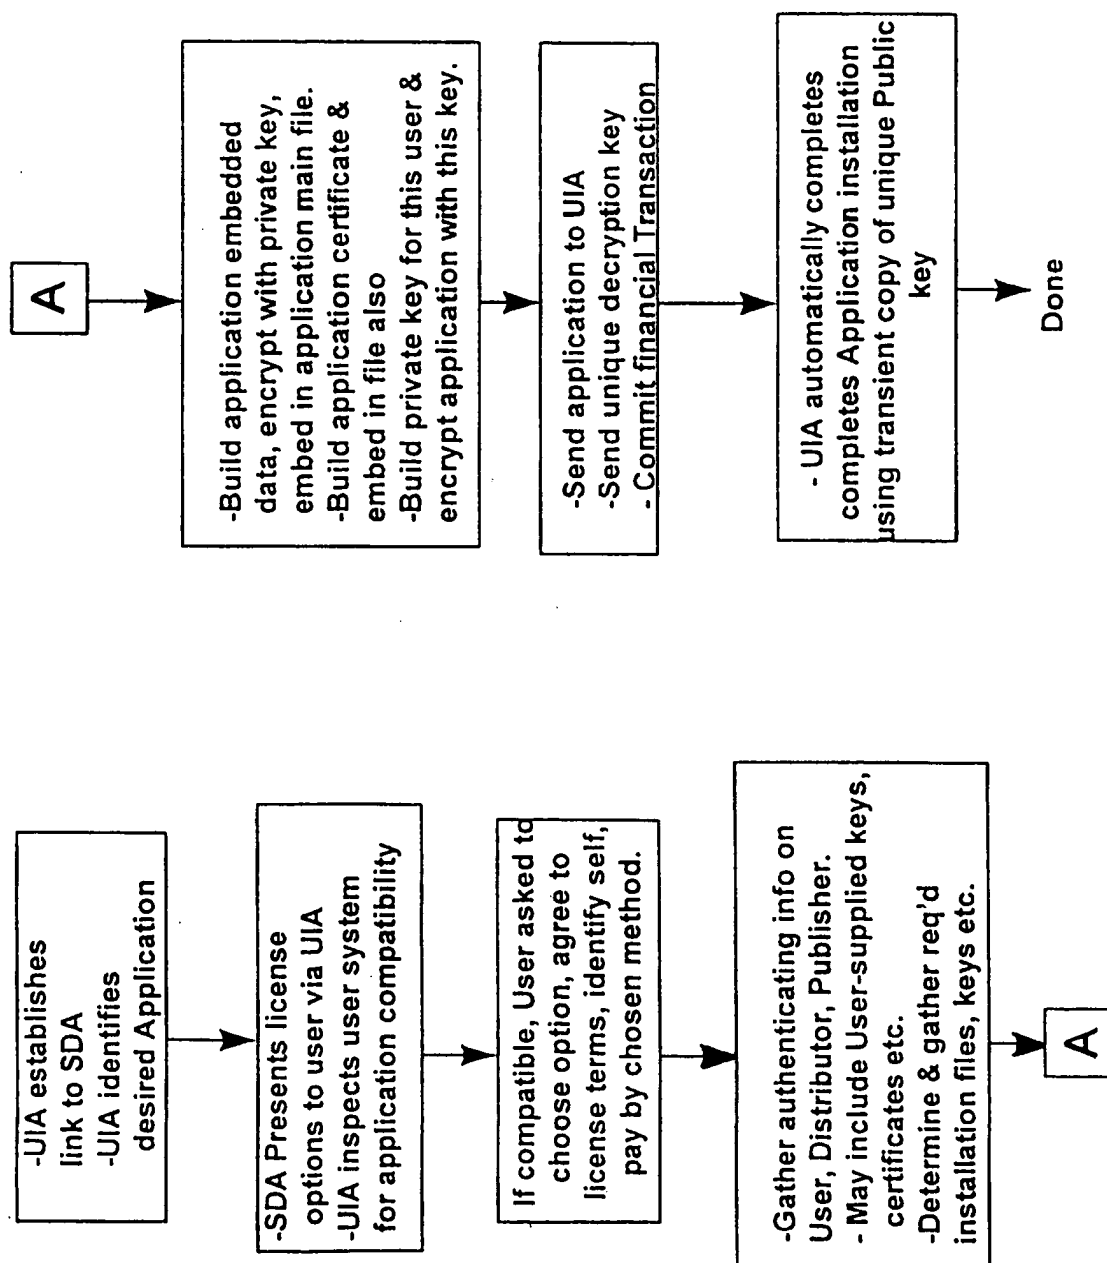 -UIA establishes
link to SDA
-UIA identifies
desired Application
-SDA Presents license
options to user via UIA
-UIA inspects user system
for application compatibility
If compatible, User asked to
choose option, agree to
license terms, identify self,
pay by chosen method.
-Gather authenticating info on
User, Distributor, Publisher.
- May include User-supplied keys,
certificates etc.
-Determine & gather req'd
installation files, keys etc.
A
A
-Build application embedded
data, encrypt with private key,
embed in application main file.
-Build application certificate &
embed in file also
-Build private key for this user &
encrypt application with this key.
-Send application to UIA
-Send unique decryption key
- Commit financial Transaction
- UIA automatically completes
completes Application installation
using transient copy of unique Public
key
Done